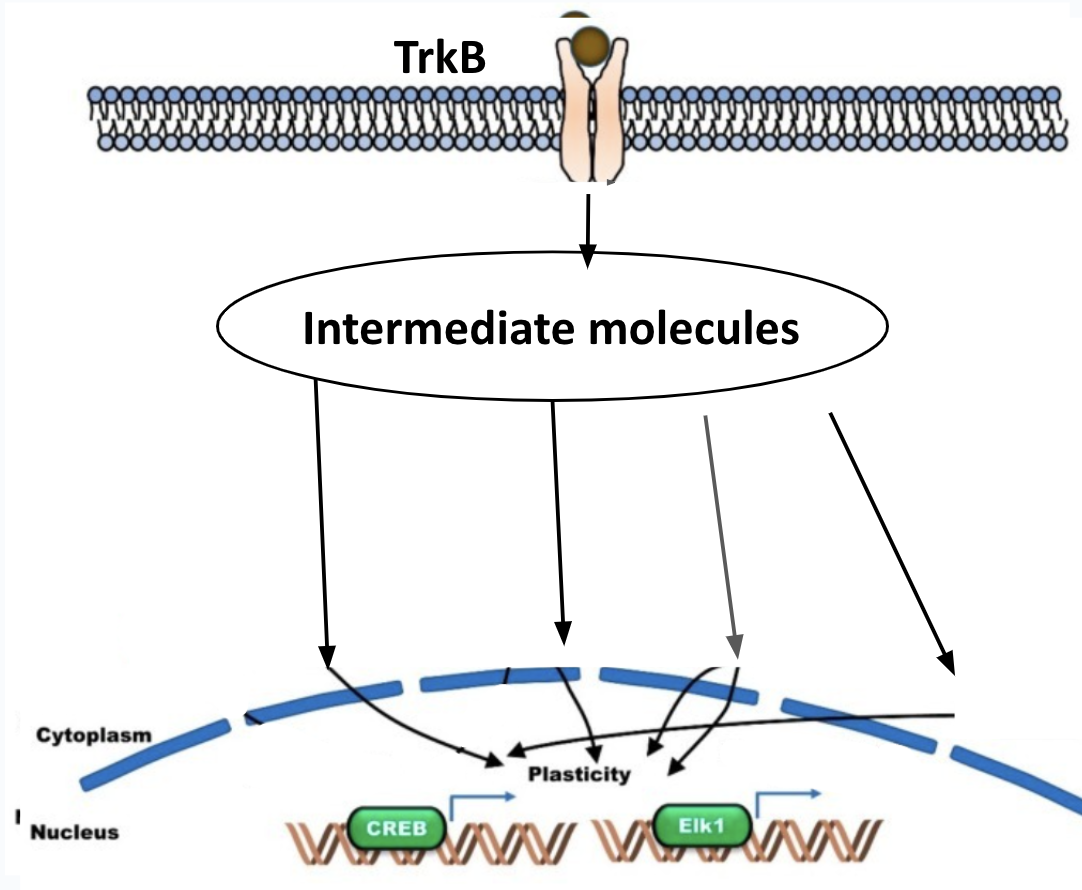 TrkB
Intermediate molecules
Cytoplasm
Plasticity
Nucleus
CREB
Elk1